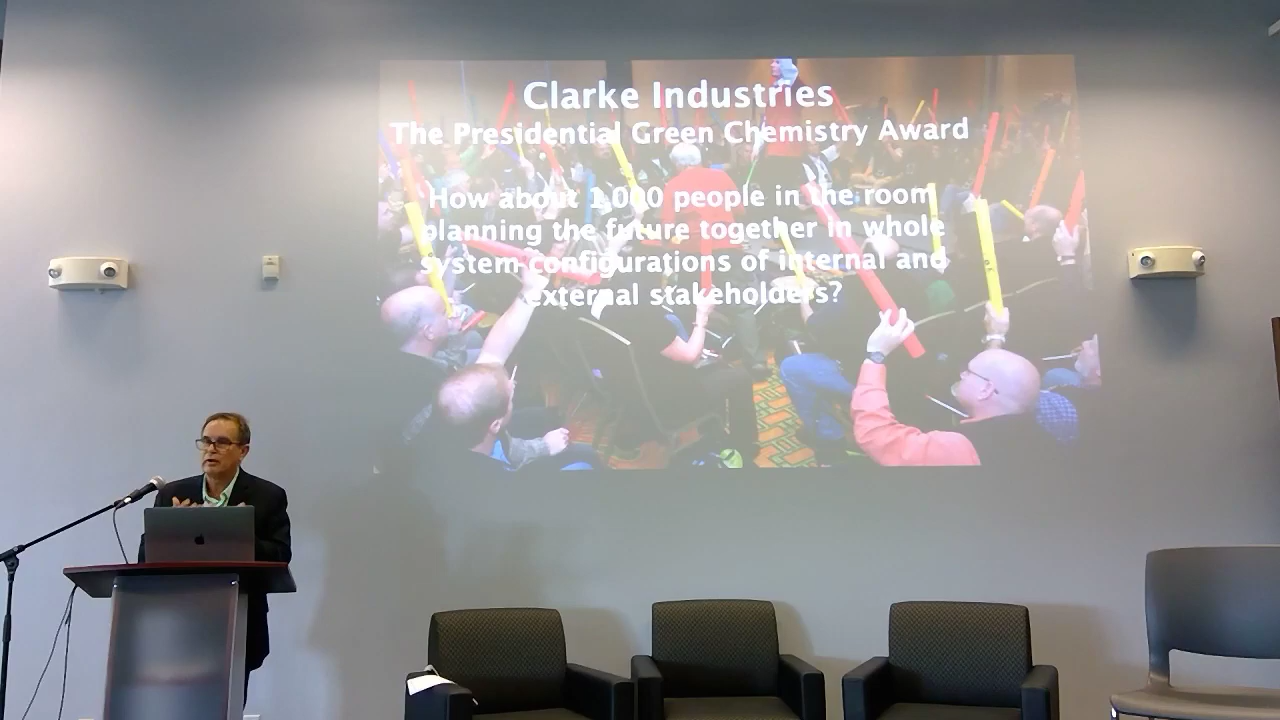 Clarke Industries
The Presidential Green Chemistry Award
How about 1,000 people in the room
planning the future together in whole
system configurations of internal and
external stakeholders?